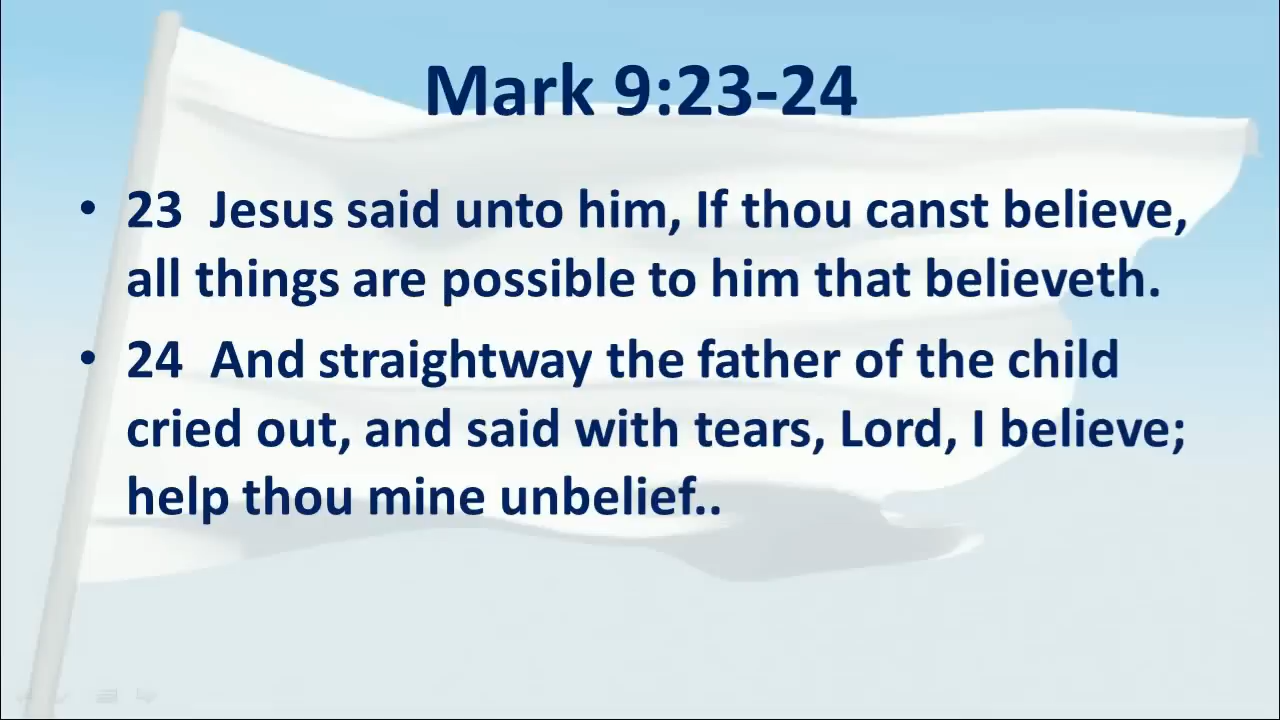 Mark 9:23-24
• 23 Jesus said unto him, If thou canst believe,
all things are possible to him that believeth.
• 24 And straightway the father of the child
cried out, and said with tears, Lord, I believe;
help thou mine unbelief..